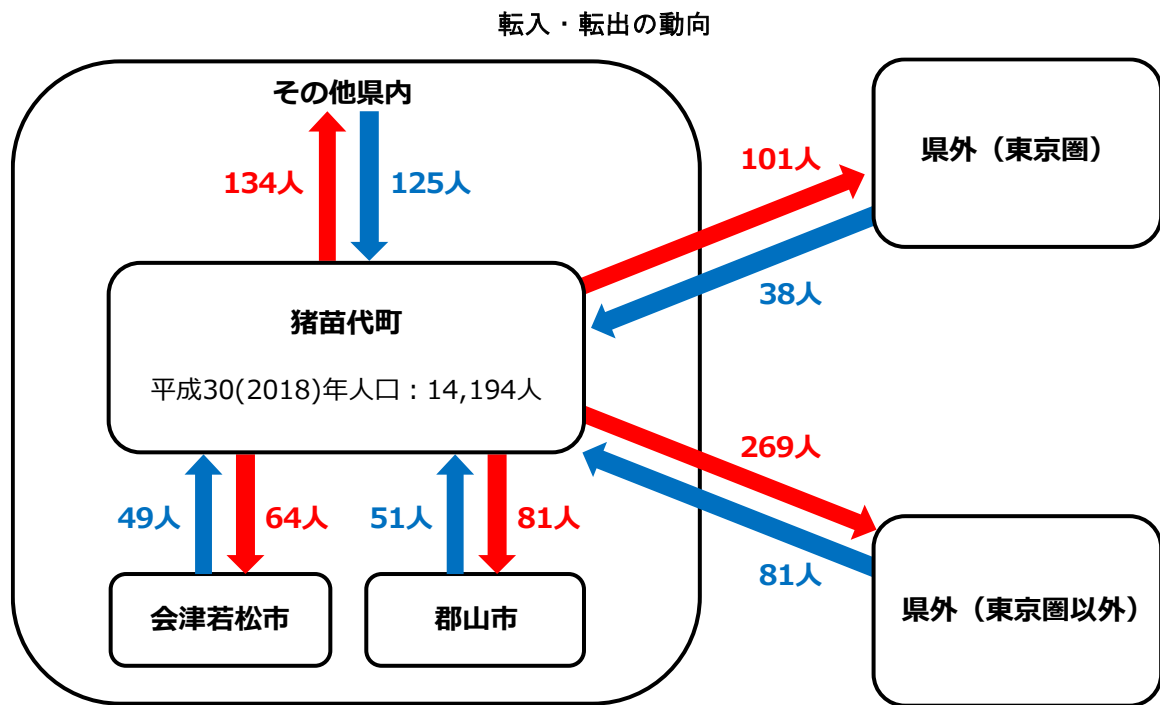 転入・転出の動向
その他県内
134人
125人
101人
県外（東京圏）
38人
猪苗代町
平成30(2018)年人口：14,194人
269人
49人
64人
51人
81人
81人
会津若松市
郡山市
県外（東京圏以外）